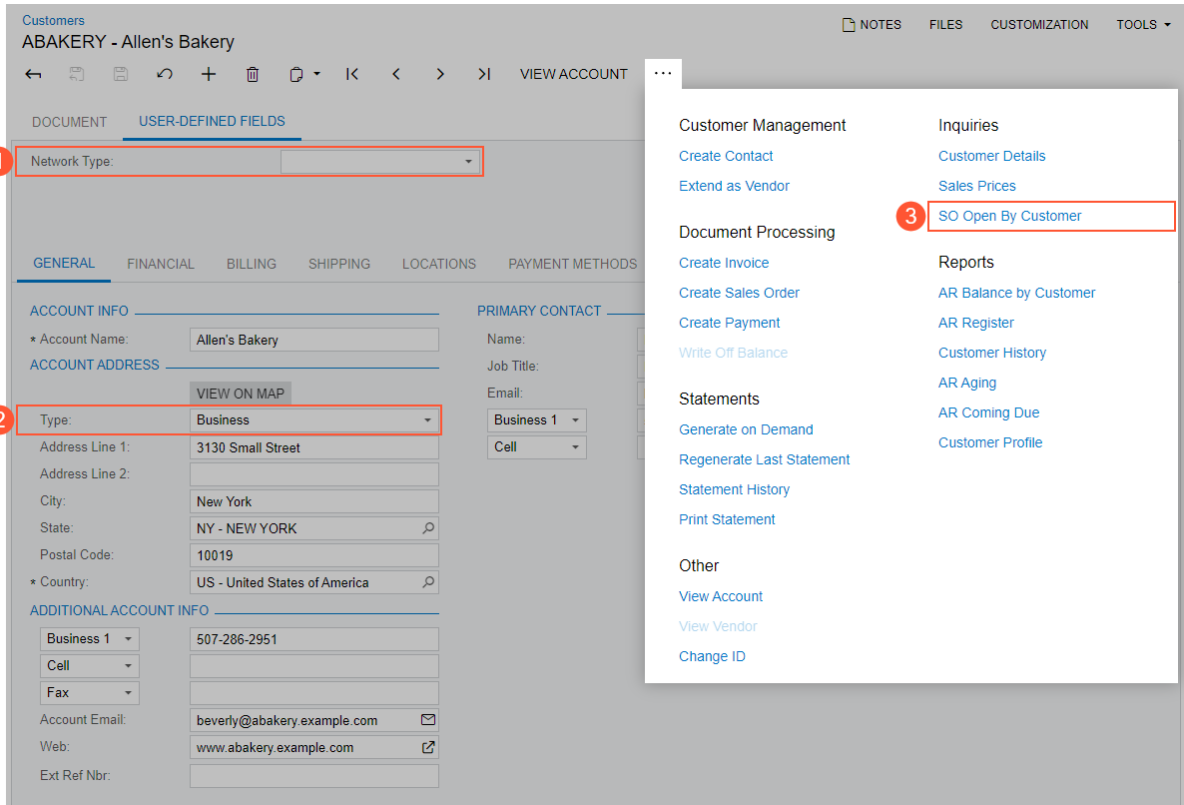 Customers
ABAKERY - Allen's Bakery
NOTES FILES CUSTOMIZATION TOOLS
VIEW ACCOUNT ...
DOCUMENT USER-DEFINED FIELDS
1 Network Type:
GENERAL FINANCIAL BILLING SHIPPING LOCATIONS PAYMENT METHODS
ACCOUNT INFO
* Account Name: Allen's Bakery
ACCOUNT ADDRESS
VIEW ON MAP
2 Type: Business
Address Line 1: 3130 Small Street
Address Line 2:
City: New York
State: NY - NEW YORK
Postal Code: 10019
* Country: US - United States of America
ADDITIONAL ACCOUNT INFO
Business 1 507-286-2951
Cell
Fax
Account Email: beverly@abakery.example.com
Web: www.abakery.example.com
Ext Ref Nbr:
PRIMARY CONTACT
Name:
Job Title:
Email:
Business 1
Cell
Customer Management
Create Contact
Extend as Vendor
Document Processing
Create Invoice
Create Sales Order
Create Payment
Write Off Balance
Statements
Generate on Demand
Regenerate Last Statement
Statement History
Print Statement
Other
View Account
View Vendor
Change ID
Inquiries
Customer Details
Sales Prices
3 SO Open By Customer
Reports
AR Balance by Customer
AR Register
Customer History
AR Aging
AR Coming Due
Customer Profile